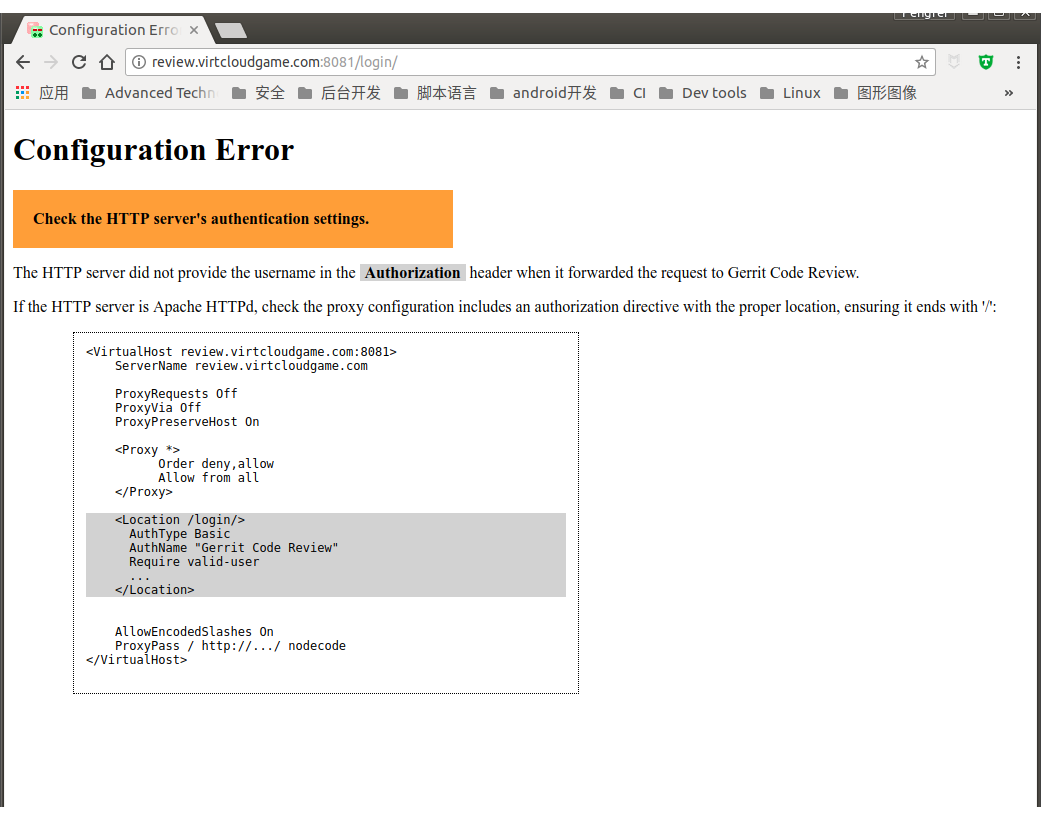 Pengfei
Configuration Erro
review.virtcloudgame.com:8081/login/
应用 Advanced Techn 安全 后台开发 脚本语言 android开发 CI Dev tools Linux 图形图像 »
Configuration Error
Check the HTTP server's authentication settings.
The HTTP server did not provide the username in the Authorization header when it forwarded the request to Gerrit Code Review.
If the HTTP server is Apache HTTPd, check the proxy configuration includes an authorization directive with the proper location, ensuring it ends with '/':
<VirtualHost review.virtcloudgame.com:8081>
ServerName review.virtcloudgame.com
ProxyRequests Off
ProxyVia Off
ProxyPreserveHost On
<Proxy *>
Order deny,allow
Allow from all
</Proxy>
<Location /login/>
AuthType Basic
AuthName "Gerrit Code Review"
Require valid-user
...
</Location>
AllowEncodedSlashes On
ProxyPass / http://.../ nodecode
</VirtualHost>